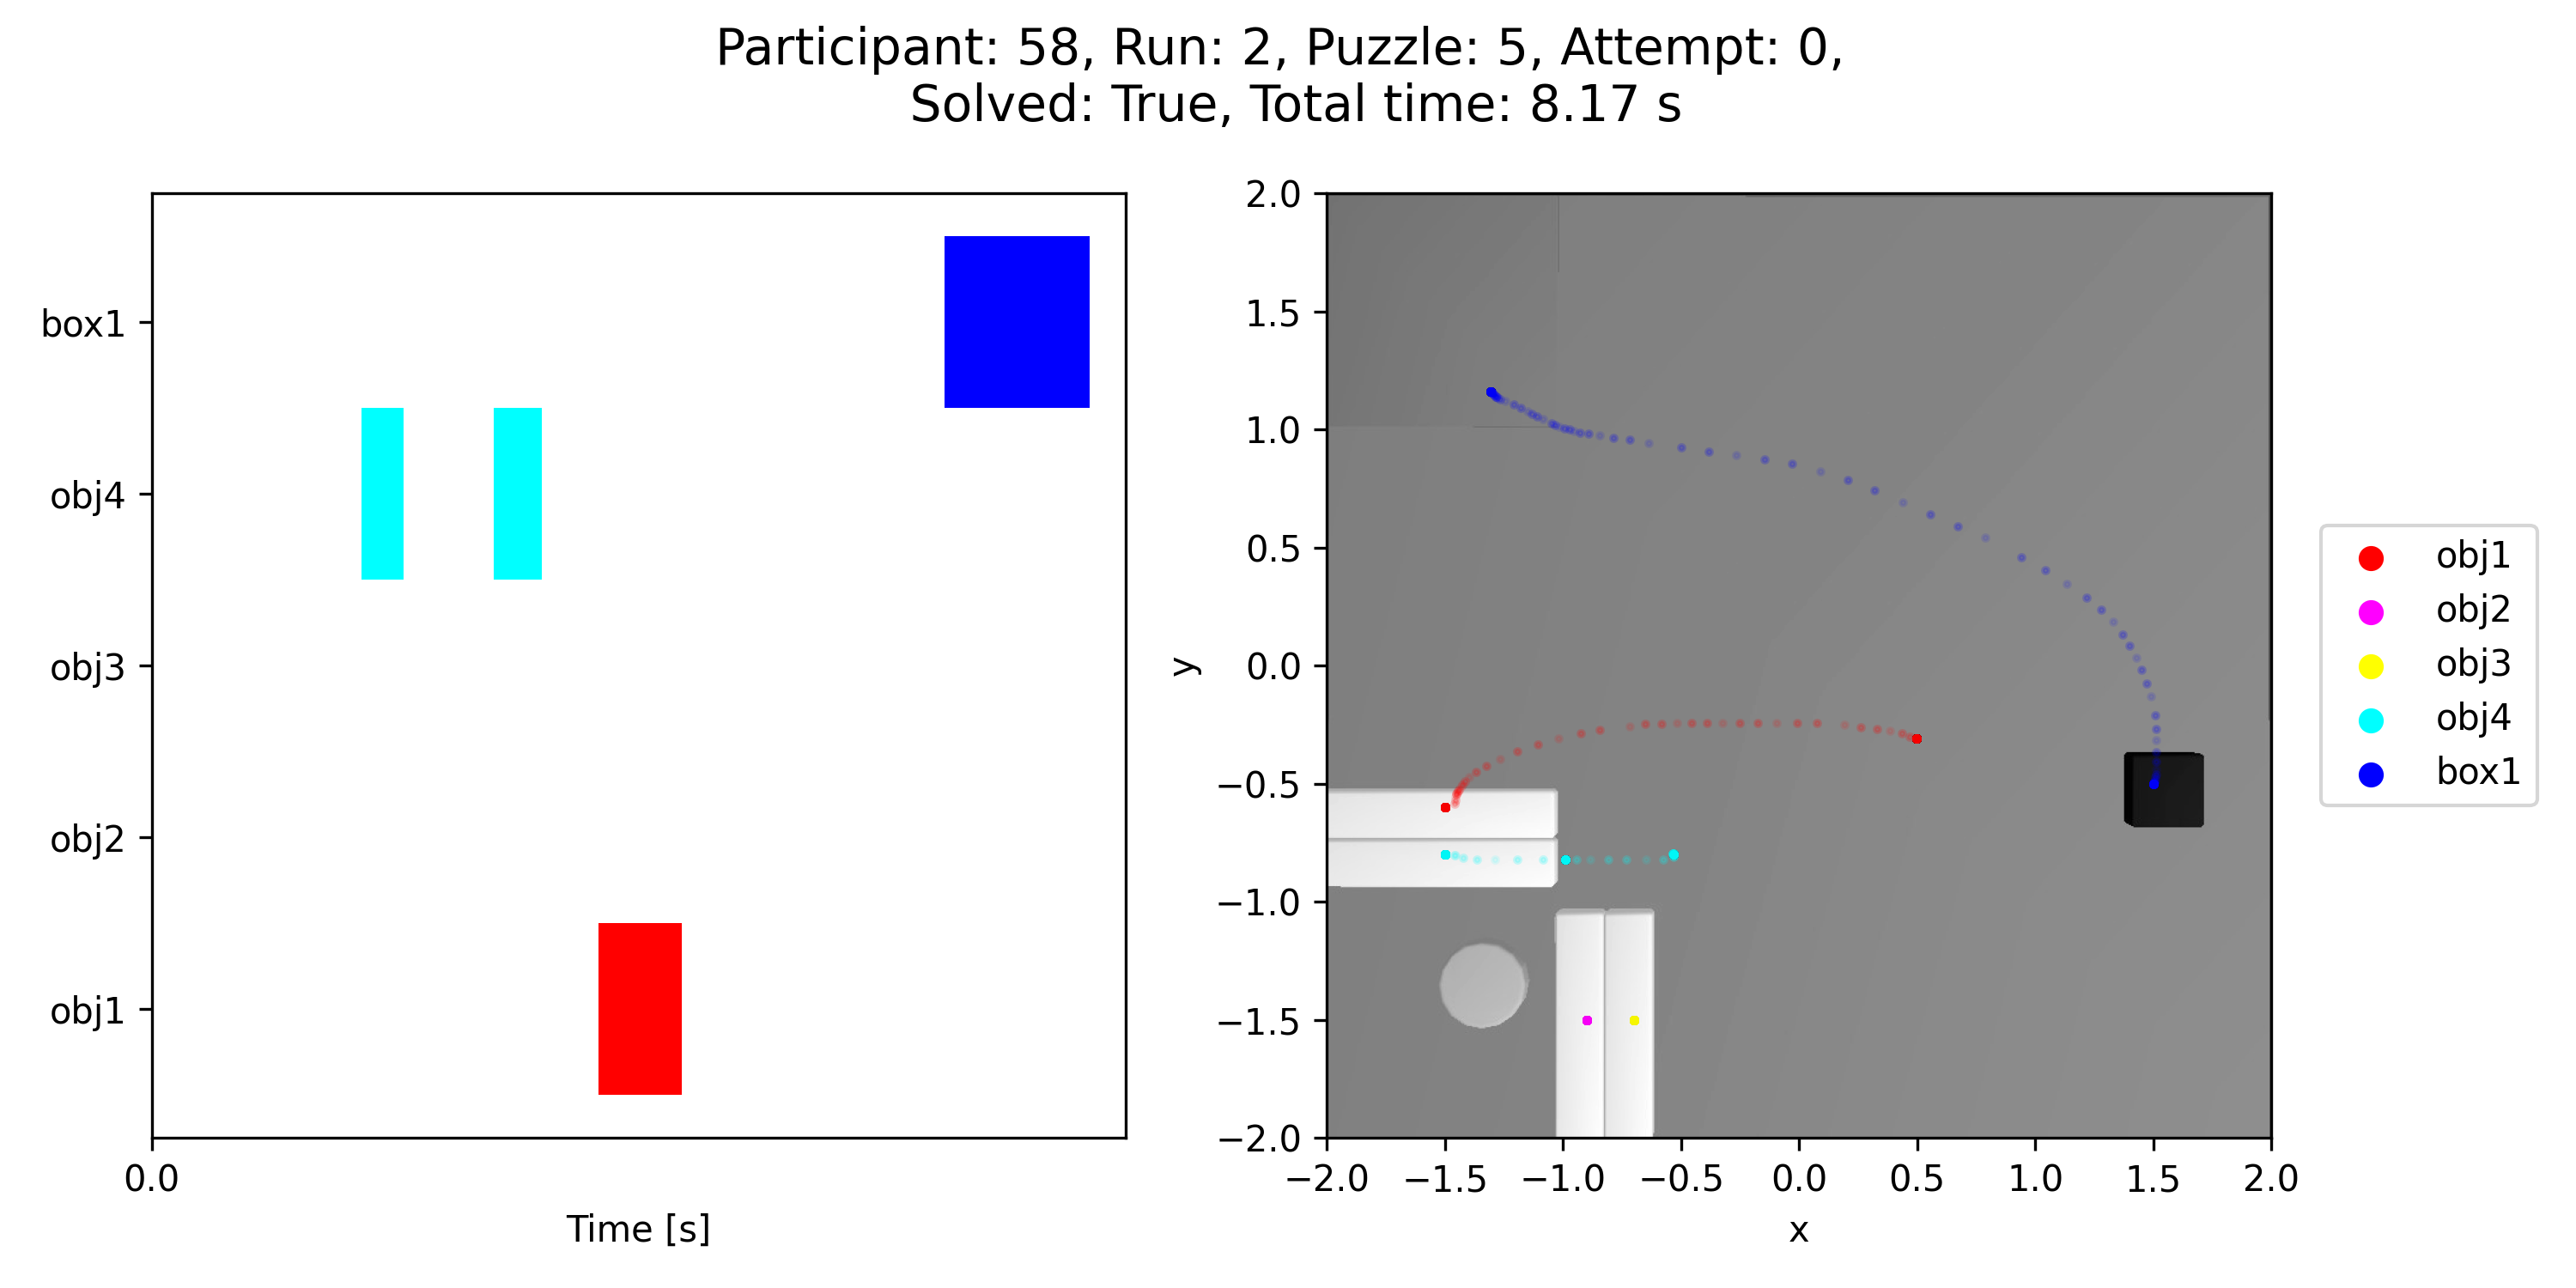 Participant: 58, Run: 2, Puzzle: 5, Attempt: 0,
Solved: True, Total time: 8.17 s
box1
obj4
obj3
obj2
obj1
0.0
Time [s]
2.0
1.5
1.0
0.5
0.0
−0.5
−1.0
−1.5
−2.0
y
−2.0 −1.5 −1.0 −0.5 0.0 0.5 1.0 1.5 2.0
x
obj1
obj2
obj3
obj4
box1